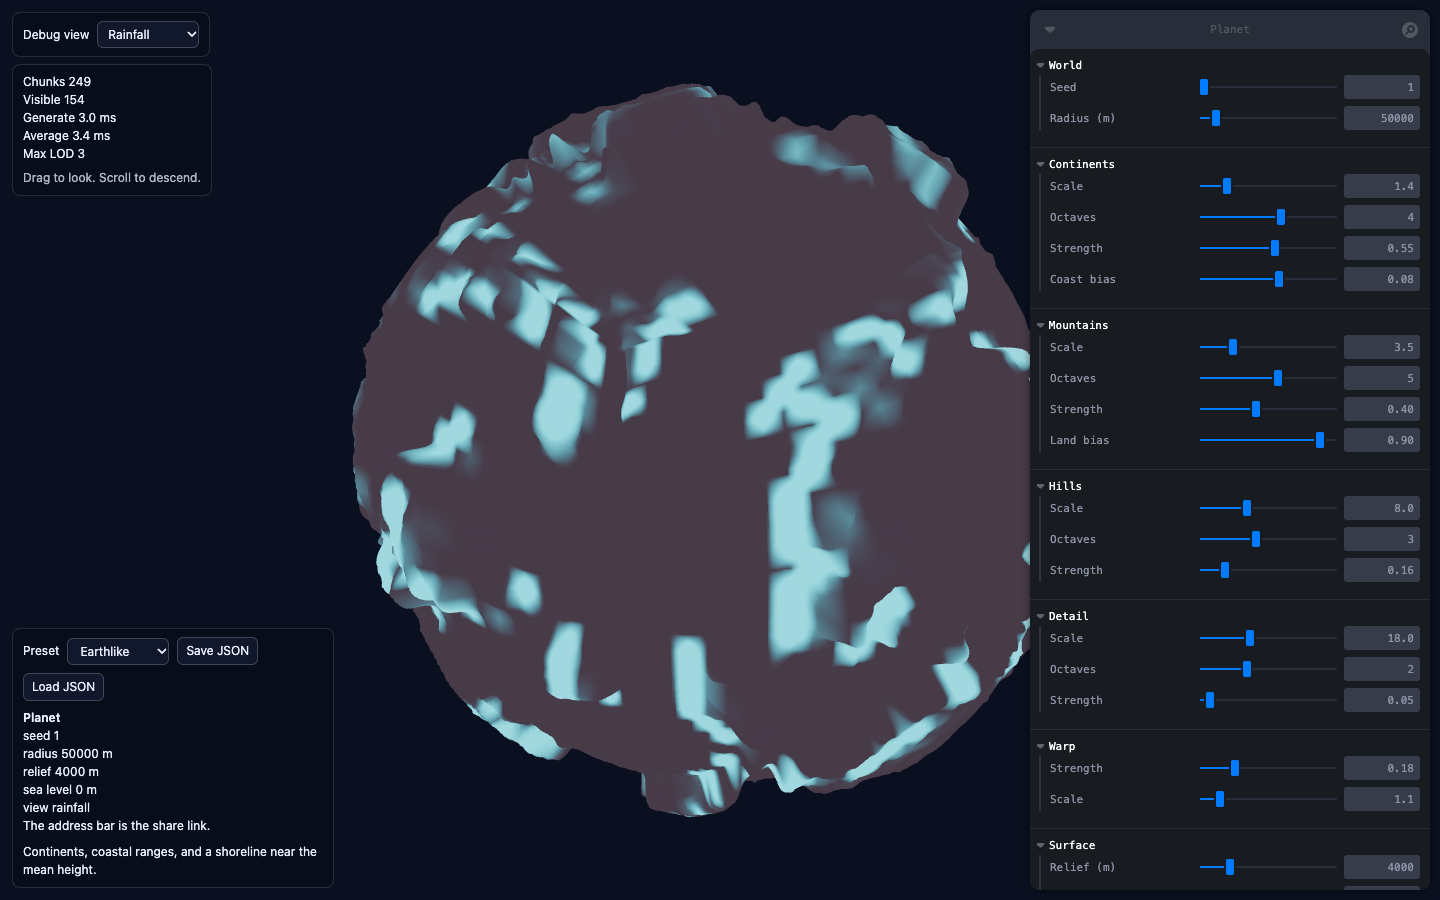 Debug view Rainfall
Chunks 249
Visible 154
Generate 3.0 ms
Average 3.4 ms
Max LOD 3
Drag to look. Scroll to descend.
Preset Earthlike Save JSON
Load JSON
Planet
seed 1
radius 50000 m
relief 4000 m
sea level 0 m
view rainfall
The address bar is the share link.
Continents, coastal ranges, and a shoreline near the
mean height.
Planet
World
Seed 1
Radius (m) 50000
Continents
Scale 1.4
Octaves 4
Strength 0.55
Coast bias 0.08
Mountains
Scale 3.5
Octaves 5
Strength 0.40
Land bias 0.90
Hills
Scale 8.0
Octaves 3
Strength 0.16
Detail
Scale 18.0
Octaves 2
Strength 0.05
Warp
Strength 0.18
Scale 1.1
Surface
Relief (m) 4000